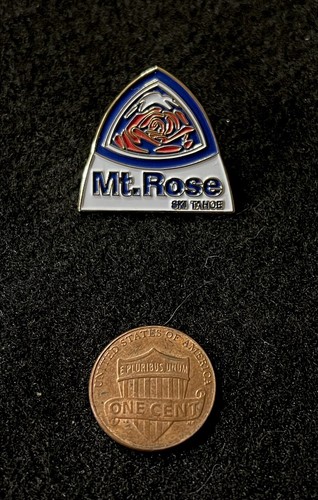 Mt.Rose
SKI TAHOE
UNITED STATES OF AMERICA
E PLURIBUS UNUM
ONE CENT